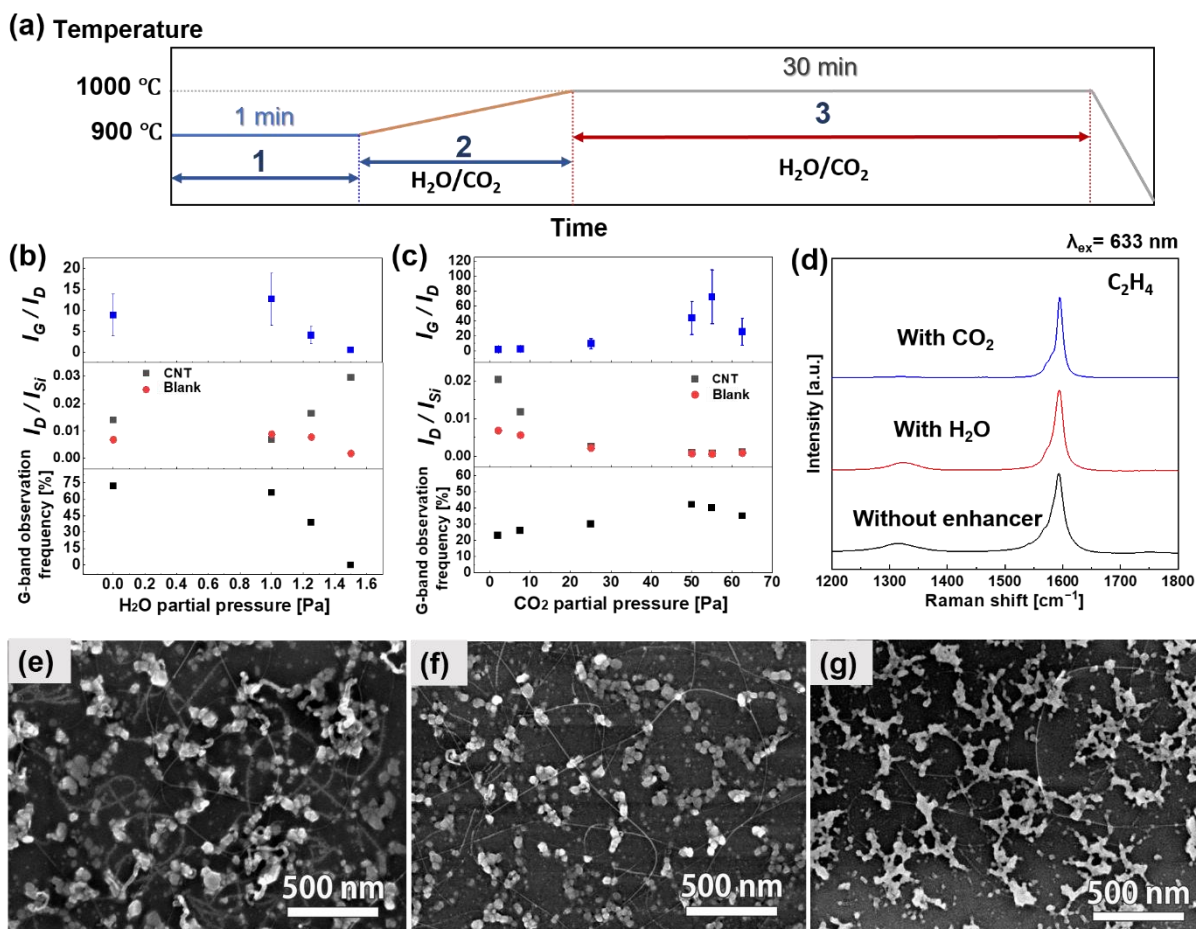 (a) Temperature
1000 ℃
900 ℃
1 min
30 min
1
2
3
H₂O/CO₂
H₂O/CO₂
Time
(b)
I_G / I_D
20
15
10
5
0
I_D / I_Si
0.03
0.01
0.00
CNT
Blank
G-band observation
frequency [%]
75
60
45
30
15
0
0.0 0.2 0.4 0.6 0.8 1.0 1.2 1.4 1.6
H₂O partial pressure [Pa]
(c)
I_G / I_D
120
100
80
60
40
20
0
I_D / I_Si
0.02
0.01
0.00
CNT
Blank
G-band observation
frequency [%]
60
50
40
30
20
10
0
0 10 20 30 40 50 60 70
CO₂ partial pressure [Pa]
(d)
λex= 633 nm
C₂H₄
With CO₂
With H₂O
Without enhancer
Intensity [a.u.]
1200 1300 1400 1500 1600 1700 1800
Raman shift [cm⁻¹]
(e)
500 nm
(f)
500 nm
(g)
500 nm